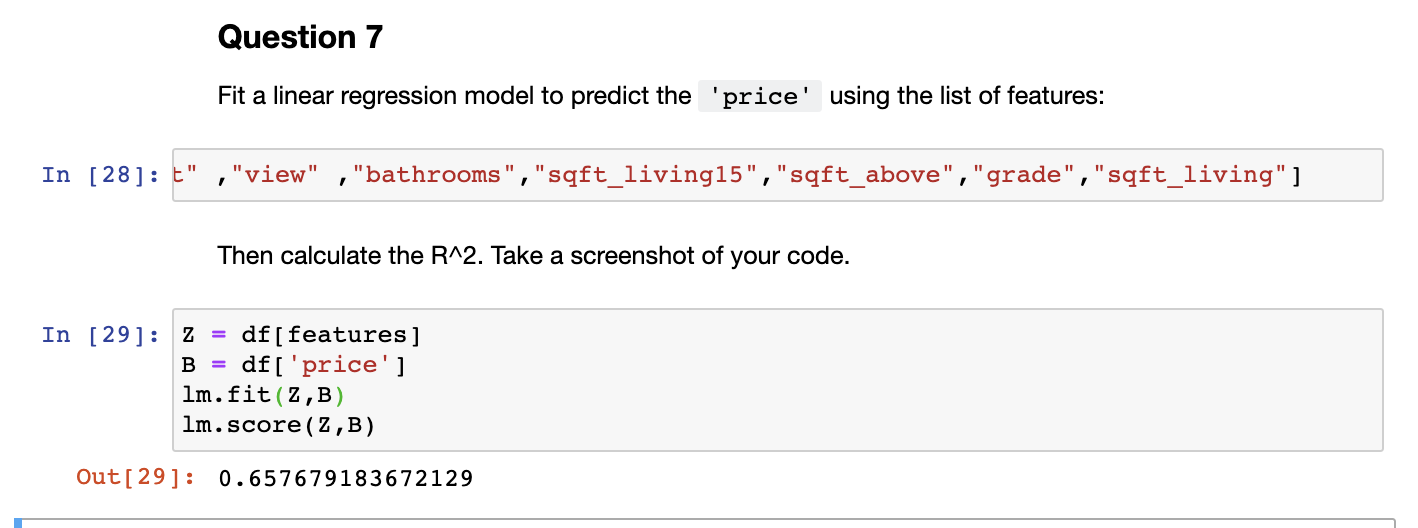 Question 7
Fit a linear regression model to predict the 'price' using the list of features:
In [28]: t" ,"view" ,"bathrooms","sqft_living15","sqft_above","grade","sqft_living"]
Then calculate the R^2. Take a screenshot of your code.
In [29]: Z = df[features]
B = df['price']
lm.fit(Z,B)
lm.score(Z,B)
Out[29]: 0.657679183672129